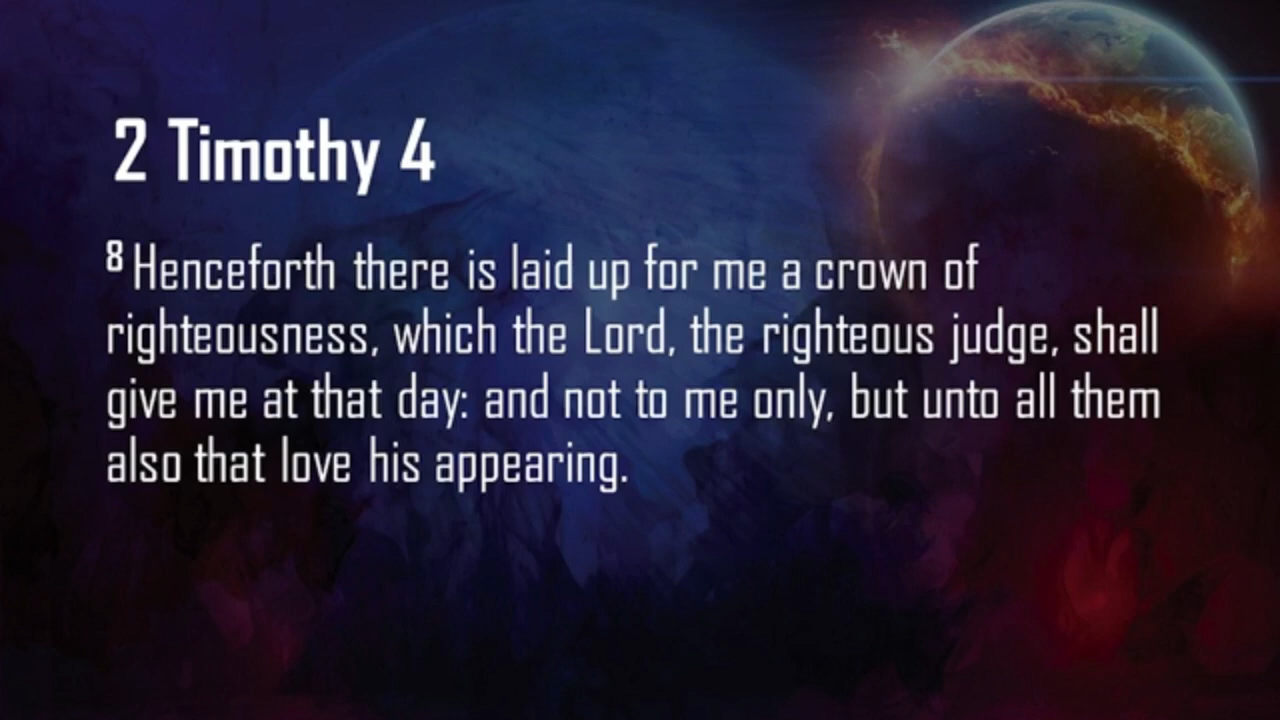 2 Timothy 4
8 Henceforth there is laid up for me a crown of
righteousness, which the Lord, the righteous judge, shall
give me at that day: and not to me only, but unto all them
also that love his appearing.